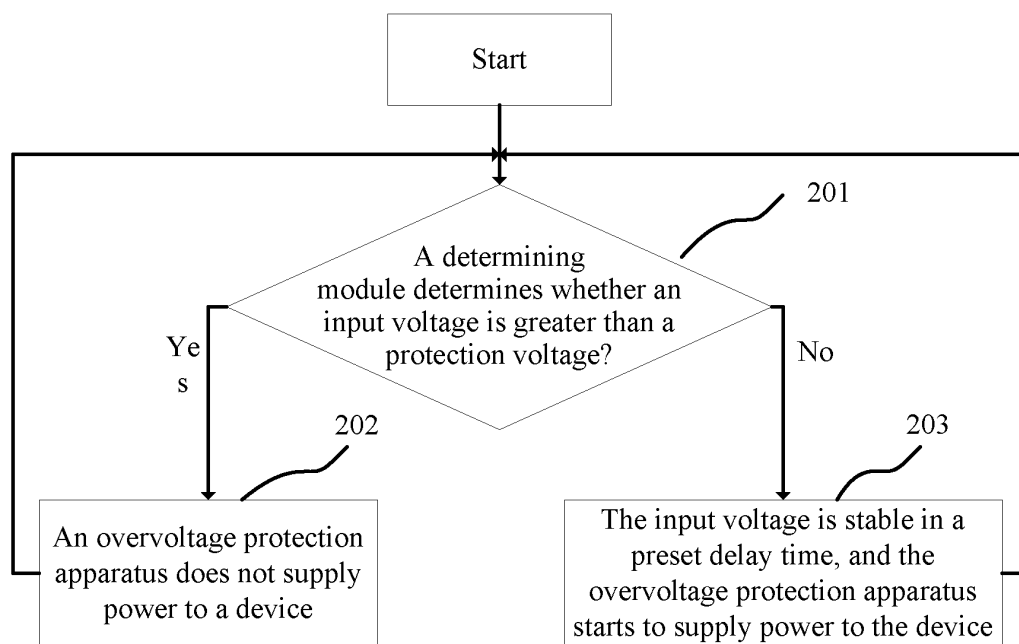 Start
201
A determining
module determines whether an
input voltage is greater than a
protection voltage?
Ye
s
No
202
203
An overvoltage protection
apparatus does not supply
power to a device
The input voltage is stable in a
preset delay time, and the
overvoltage protection apparatus
starts to supply power to the device